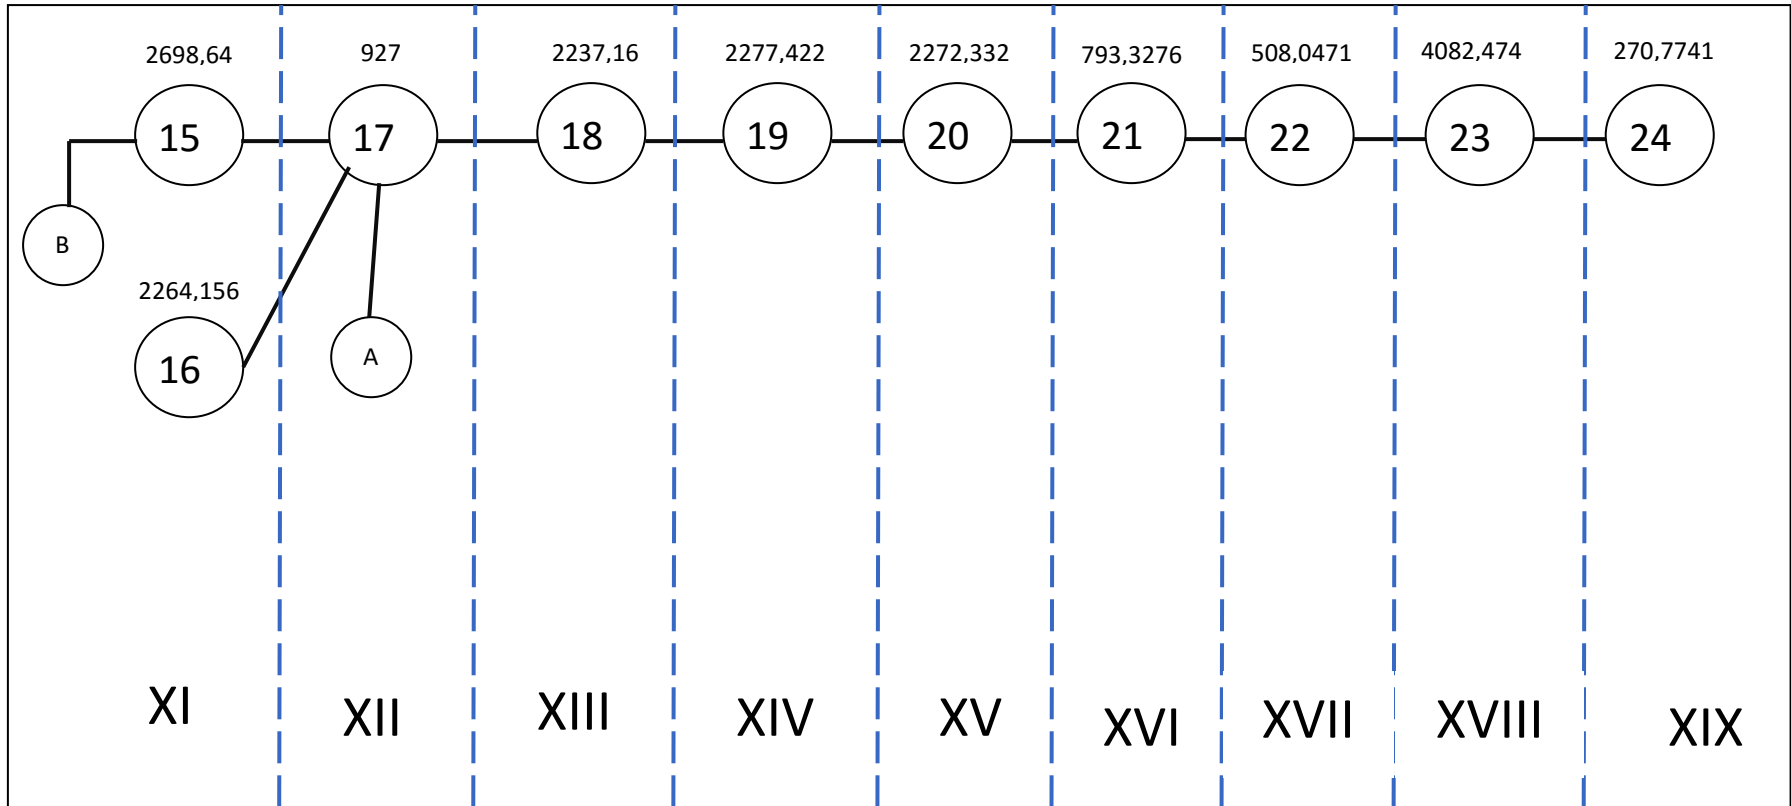 2698,64 927 2237,16 2277,422 2272,332 793,3276 508,0471 4082,474 270,7741
15 17 18 19 20 21 22 23 24
B
2264,156
16 A
XI XII XIII XIV XV XVI XVII XVIII XIX